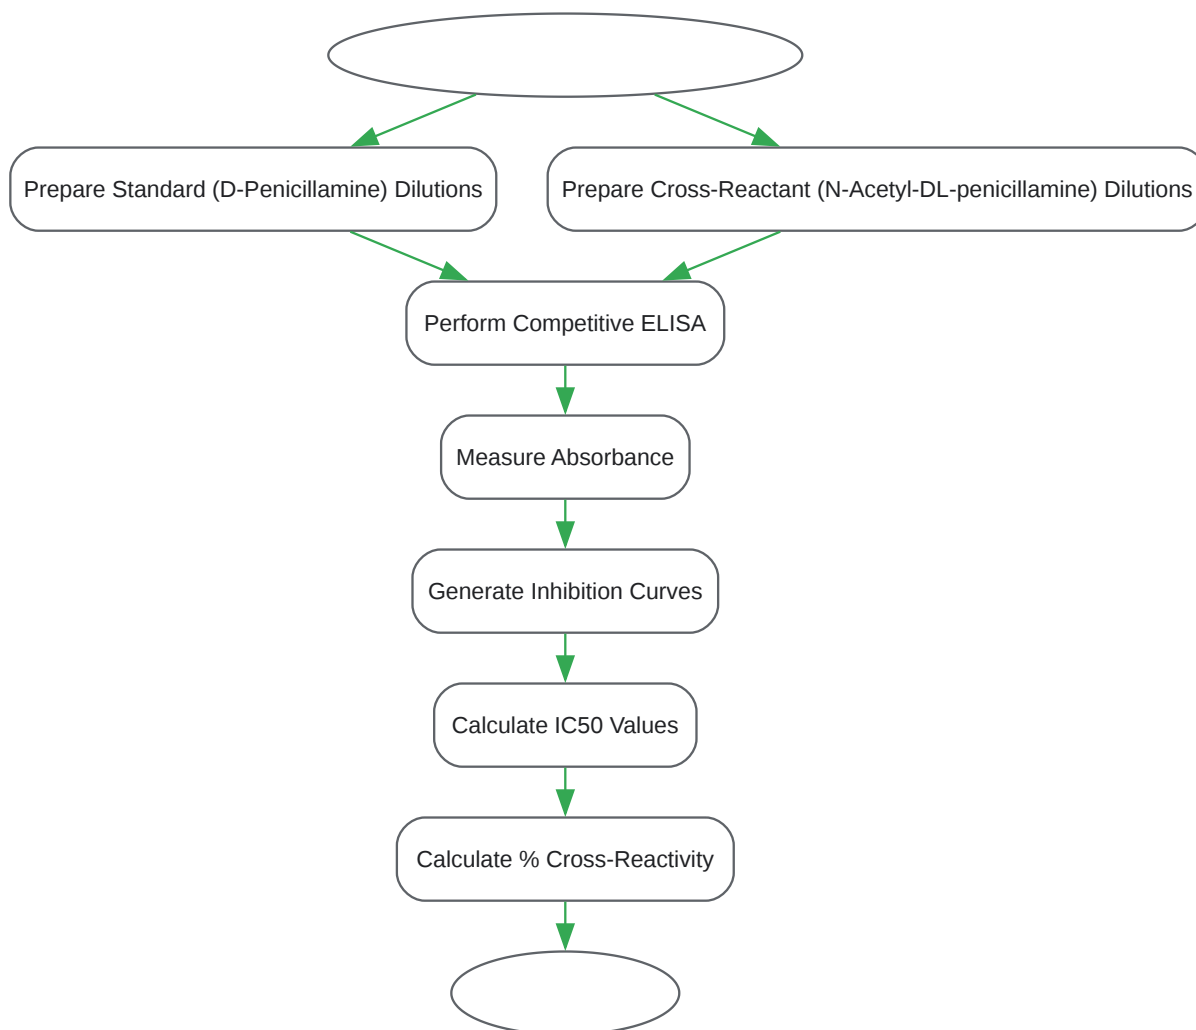 Prepare Standard (D-Penicillamine) Dilutions
Prepare Cross-Reactant (N-Acetyl-DL-penicillamine) Dilutions
Perform Competitive ELISA
Measure Absorbance
Generate Inhibition Curves
Calculate IC50 Values
Calculate % Cross-Reactivity